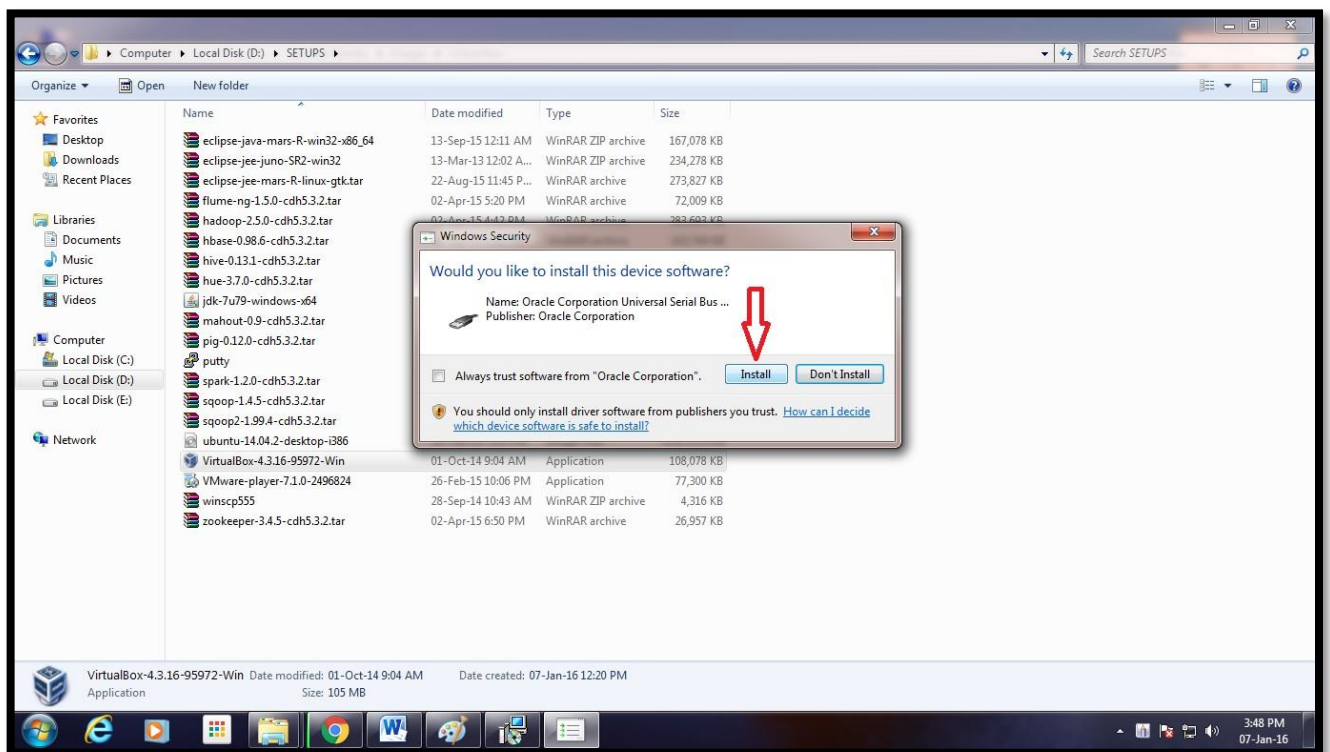 Computer ▸ Local Disk (D:) ▸ SETUPS ▸
Search SETUPS
Organize Open New folder
Name Date modified Type Size
Favorites
Desktop
Downloads
Recent Places
Libraries
Documents
Music
Pictures
Videos
Computer
Local Disk (C:)
Local Disk (D:)
Local Disk (E:)
Network
eclipse-java-mars-R-win32-x86_64 13-Sep-15 12:11 AM WinRAR ZIP archive 167,078 KB
eclipse-jee-juno-SR2-win32 13-Mar-13 12:02 A... WinRAR ZIP archive 234,278 KB
eclipse-jee-mars-R-linux-gtk.tar 22-Aug-15 11:45 P... WinRAR archive 273,827 KB
flume-ng-1.5.0-cdh5.3.2.tar 02-Apr-15 5:20 PM WinRAR archive 72,009 KB
hadoop-2.5.0-cdh5.3.2.tar 02-Apr-15 4:42 PM WinRAR archive 283,693 KB
hbase-0.98.6-cdh5.3.2.tar
hive-0.13.1-cdh5.3.2.tar
hue-3.7.0-cdh5.3.2.tar
jdk-7u79-windows-x64
mahout-0.9-cdh5.3.2.tar
pig-0.12.0-cdh5.3.2.tar
putty
spark-1.2.0-cdh5.3.2.tar
sqoop-1.4.5-cdh5.3.2.tar
sqoop2-1.99.4-cdh5.3.2.tar
ubuntu-14.04.2-desktop-i386
VirtualBox-4.3.16-95972-Win 01-Oct-14 9:04 AM Application 108,078 KB
VMware-player-7.1.0-2496824 26-Feb-15 10:06 PM Application 77,300 KB
winscp555 28-Sep-14 10:43 AM WinRAR ZIP archive 4,316 KB
zookeeper-3.4.5-cdh5.3.2.tar 02-Apr-15 6:50 PM WinRAR archive 26,957 KB
Windows Security
Would you like to install this device software?
Name: Oracle Corporation Universal Serial Bus ...
Publisher: Oracle Corporation
Always trust software from "Oracle Corporation". Install Don't Install
You should only install driver software from publishers you trust. How can I decide
which device software is safe to install?
VirtualBox-4.3.16-95972-Win Date modified: 01-Oct-14 9:04 AM Date created: 07-Jan-16 12:20 PM
Application Size: 105 MB
3:48 PM
07-Jan-16